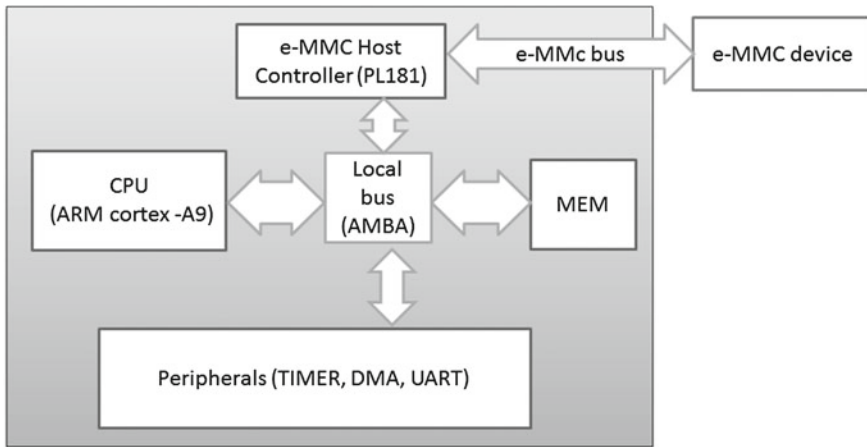 e-MMC Host
Controller (PL181)
e-MMc bus
e-MMC device
CPU
(ARM cortex -A9)
Local
bus
(AMBA)
MEM
Peripherals (TIMER, DMA, UART)